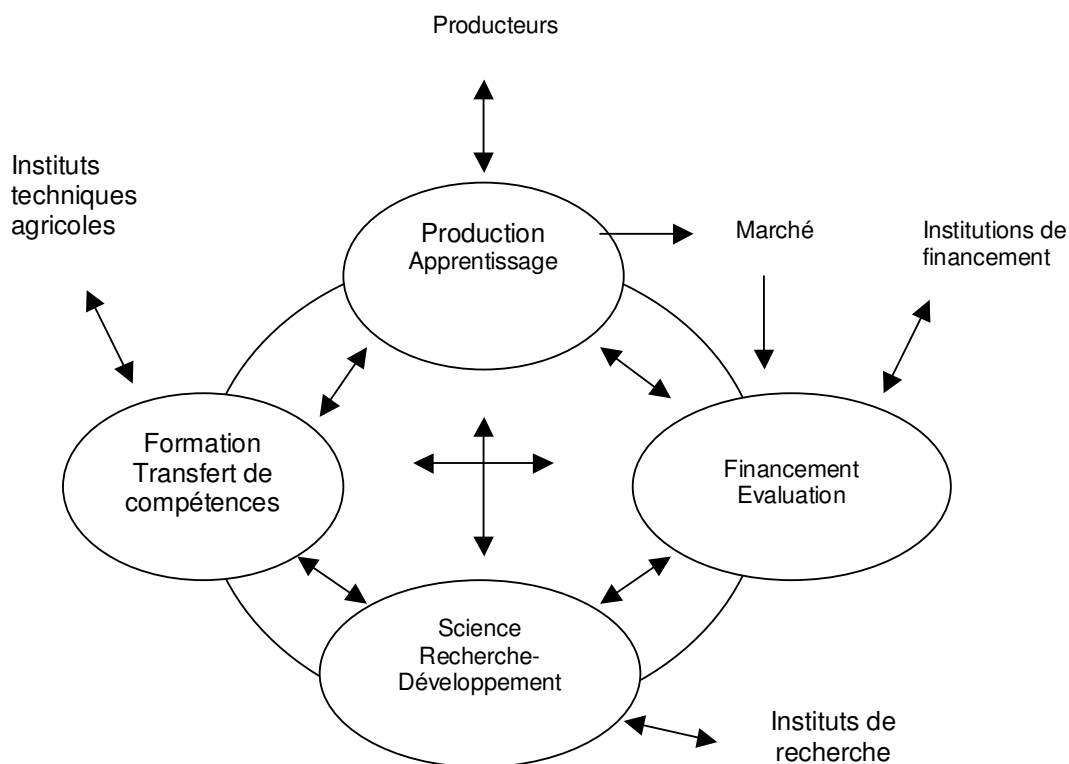 Producteurs
Instituts
techniques
agricoles
Production
Apprentissage
Marché
Institutions de
financement
Formation
Transfert de
compétences
Financement
Evaluation
Science
Recherche-
Développement
Instituts de
recherche